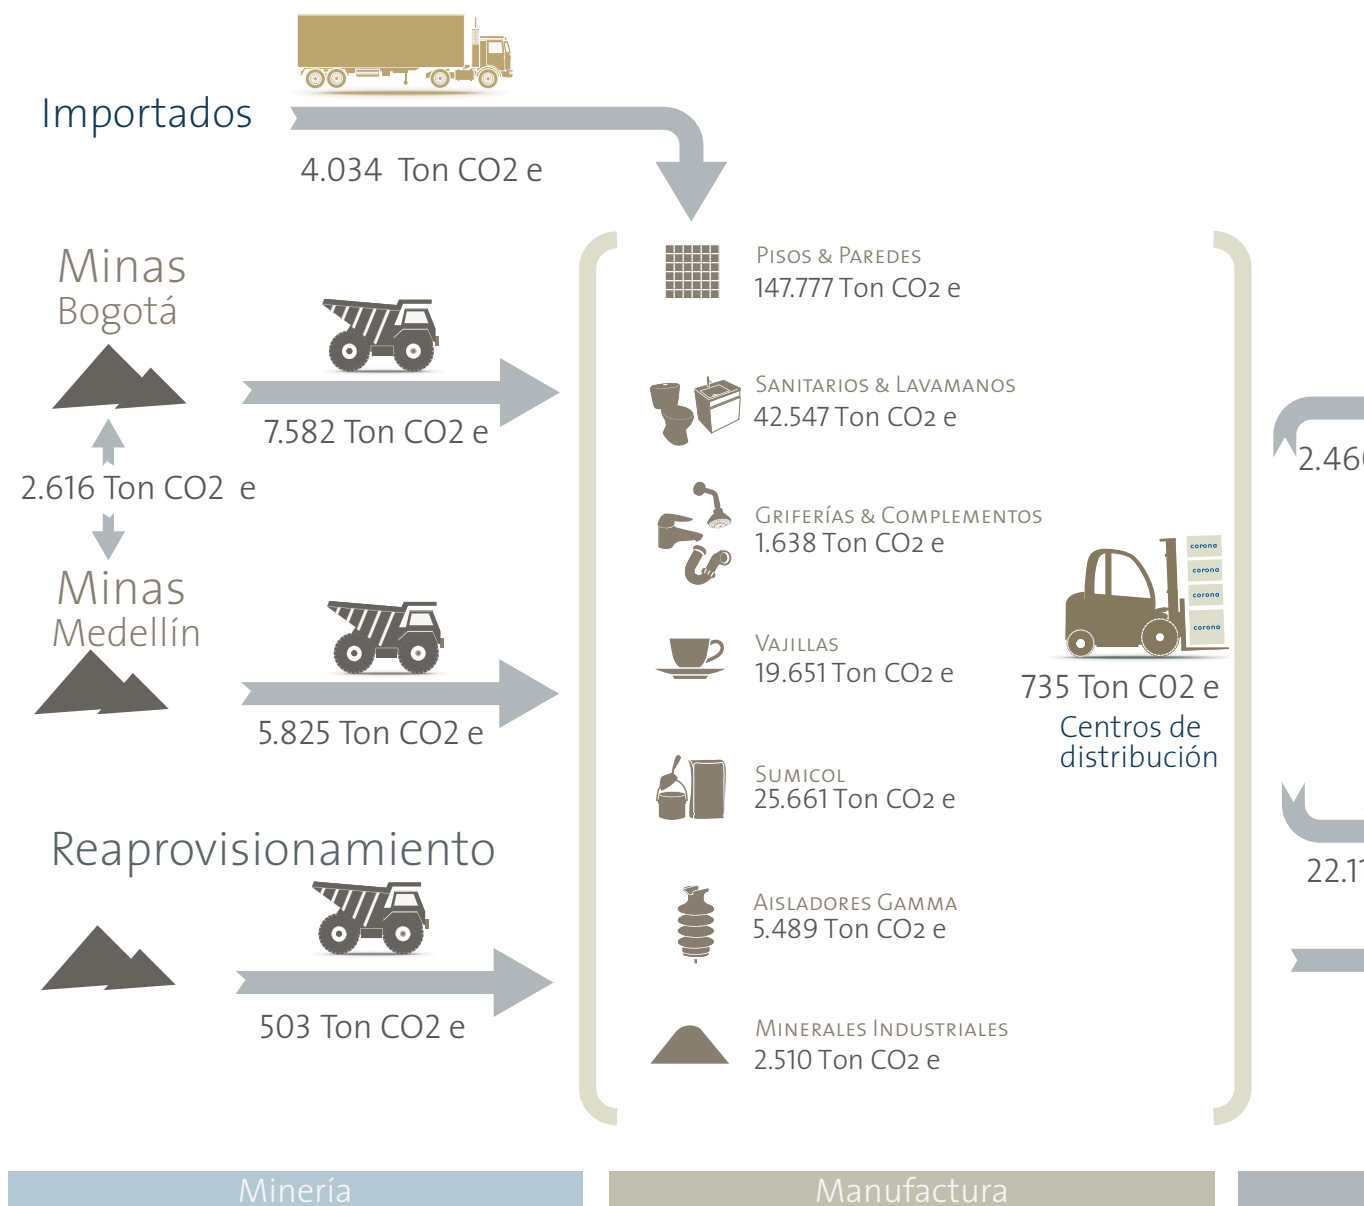 Importados
4.034 Ton CO2 e
Minas
Bogotá
7.582 Ton CO2 e
2.616 Ton CO2 e
Minas
Medellín
5.825 Ton CO2 e
Reaprovisionamiento
503 Ton CO2 e
PISOS & PAREDES
147.777 Ton CO2 e
SANITARIOS & LAVAMANOS
42.547 Ton CO2 e
GRIFERÍAS & COMPLEMENTOS
1.638 Ton CO2 e
VAJILLAS
19.651 Ton CO2 e
SUMICOL
25.661 Ton CO2 e
AISLADORES GAMMA
5.489 Ton CO2 e
MINERALES INDUSTRIALES
2.510 Ton CO2 e
corona
corona
corona
corona
735 Ton CO2 e
Centros de
distribución
Minería
Manufactura